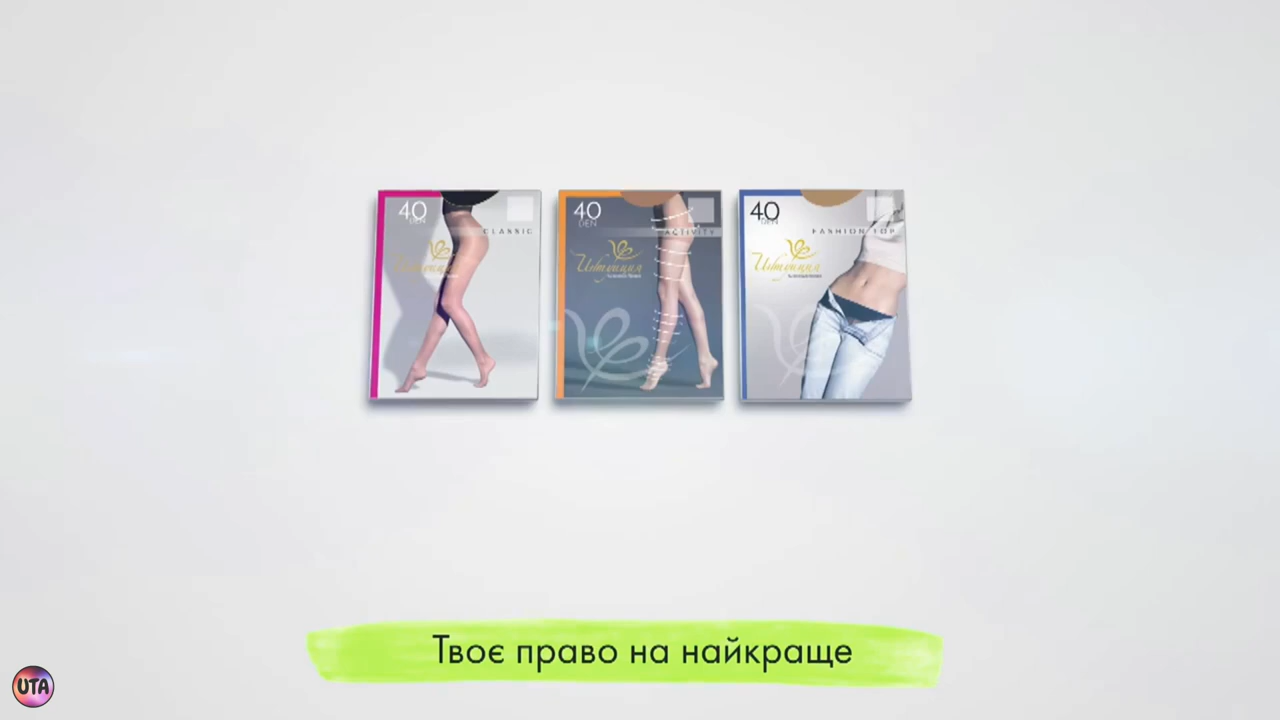 40
DEN
CLASSIC
Интуиция
40
DEN
ACTIVITY
Интуиция
40
DEN
FASHION TOP
Интуиция
Твоє право на найкраще
UTA